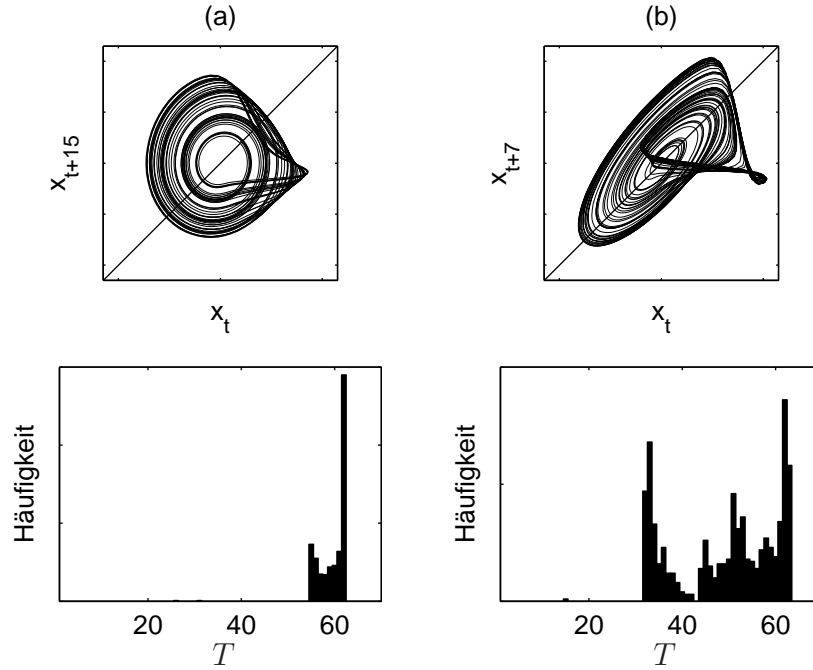 (a)
(b)
x_{t+15}
x_t
x_{t+7}
x_t
Häufigkeit
20 40 60
T
Häufigkeit
20 40 60
T